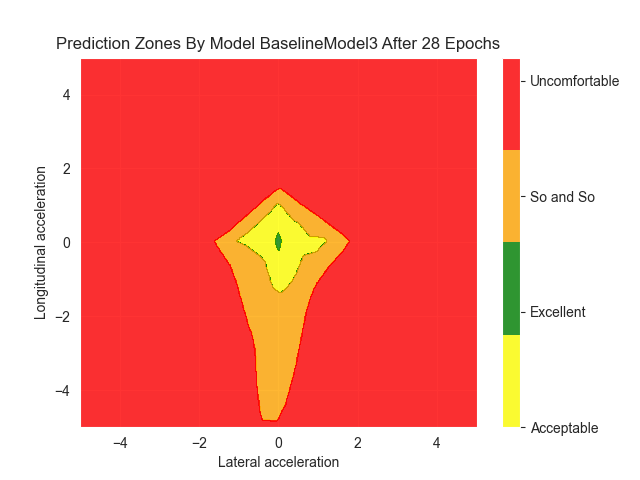 Prediction Zones By Model BaselineModel3 After 28 Epochs
4
2
0
−2
−4
−4
−2
0
2
4
Longitudinal acceleration
Lateral acceleration
Uncomfortable
So and So
Excellent
Acceptable